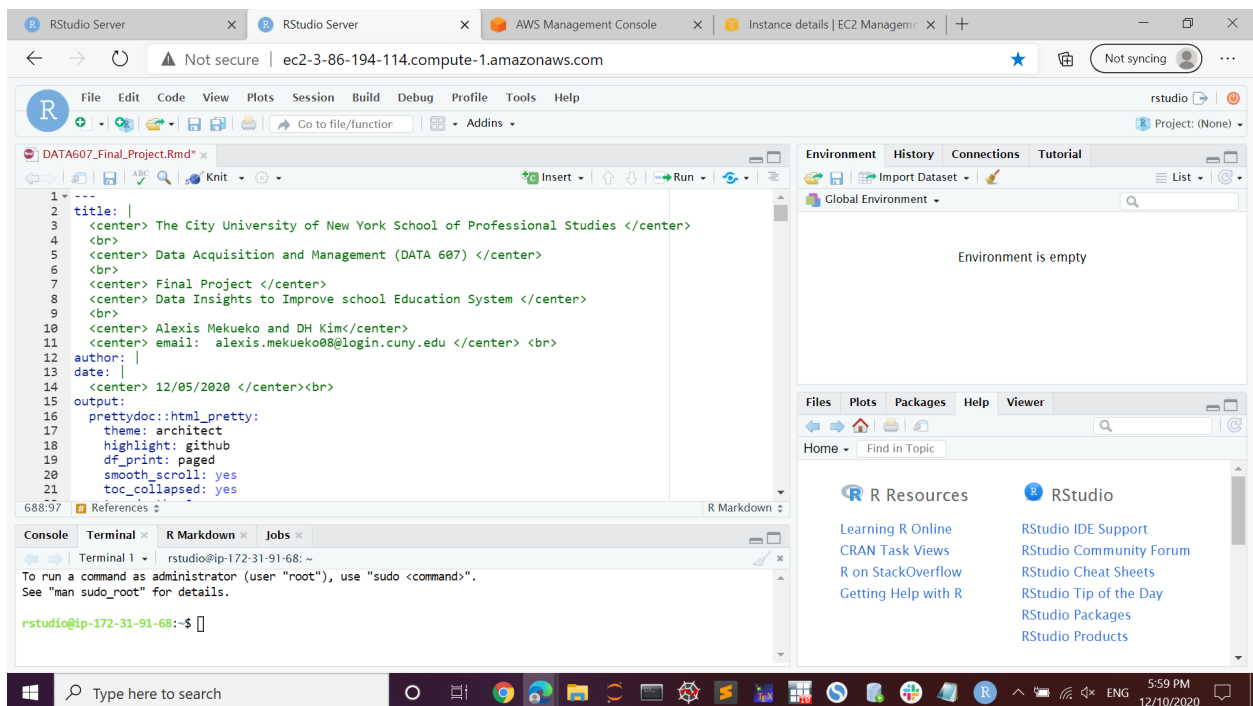 RStudio Server
RStudio Server
AWS Management Console
Instance details | EC2 Manageme
Not secure | ec2-3-86-194-114.compute-1.amazonaws.com
Not syncing
R
File Edit Code View Plots Session Build Debug Profile Tools Help
rstudio
Go to file/function
Addins
Project: (None)
DATA607_Final_Project.Rmd*
ABC
Knit
Insert
Run
1 ---
2 title: |
3 <center> The City University of New York School of Professional Studies </center>
4 <br>
5 <center> Data Acquisition and Management (DATA 607) </center>
6 <br>
7 <center> Final Project </center>
8 <center> Data Insights to Improve school Education System </center>
9 <br>
10 <center> Alexis Mekueko and DH Kim</center>
11 <center> email:  alexis.mekueko08@login.cuny.edu </center> <br>
12 author: |
13 date: |
14 <center> 12/05/2020 </center><br>
15 output:
16 prettydoc::html_pretty:
17 theme: architect
18 highlight: github
19 df_print: paged
20 smooth_scroll: yes
21 toc_collapsed: yes
688:97 # References
R Markdown
Console Terminal R Markdown Jobs
Terminal 1 rstudio@ip-172-31-91-68: ~
To run a command as administrator (user "root"), use "sudo <command>".
See "man sudo_root" for details.
rstudio@ip-172-31-91-68:~$
Environment History Connections Tutorial
Import Dataset
List
Global Environment
Environment is empty
Files Plots Packages Help Viewer
Home
Find in Topic
R Resources
Learning R Online
CRAN Task Views
R on StackOverflow
Getting Help with R
RStudio
RStudio IDE Support
RStudio Community Forum
RStudio Cheat Sheets
RStudio Tip of the Day
RStudio Packages
RStudio Products
Type here to search
ENG
5:59 PM
12/10/2020